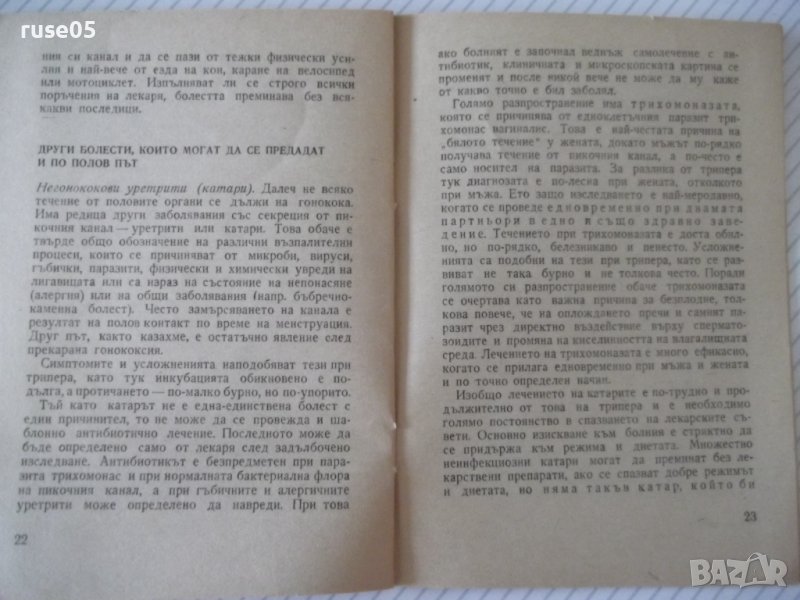 ruse05
ния си канал и да се пази от тежки физически уси-
лия и най-вече от езда на кон, каране на велосипед
или мотоциклет. Изпълняват ли се строго всички
поръчения на лекаря, болестта преминава без вся-
какви последици.
ДРУГИ БОЛЕСТИ, КОИТО МОГАТ ДА СЕ ПРЕДАДАТ
И ПО ПОЛОВ ПЪТ
Негонококови уретрити (катари). Далеч не всяко
течение от половите органи се дължи на гонокока.
Има редица други заболявания със секреция от пи-
кочния канал — уретрити или катари. Това обаче е
твърде общо обозначение на различни възпалителни
процеси, които се причиняват от микроби, вируси,
гъбички, паразити, физически и химически увреди на
лигавицата или са израз на състояние на непонасяне
(алергия) или на общи заболявания (напр. бъбречно-
каменна болест). Често замърсяването на канала е
резултат на полов контакт по време на менструация.
Друг път, както казахме, е остатъчно явление след
прекарана гонококсия.
Симптомите и усложненията наподобяват тези при
трипера, като тук инкубацията обикновено е по-
дълга, а протичането — по-малко бурно, но по-упорито.
Тъй като катарът не е една-единствена болест с
един причинител, то не може да се провежда и ша-
блонно антибиотично лечение. Последното може да
бъде определено само от лекаря след задълбочено
изследване. Антибиотикът е безпредметен при пара-
зита трихомонас и при нормалната бактериална флора
на пикочния канал, а при гъбичните и алергичните
уретрити може определено да навреди. При това
22
ако болният е започнал веднъж самолечение с ан-
тибиотик, клиничната и микроскопската картина се
променят и после никой вече не може да му каже
от какво точно е бил заболял.
Голямо разпространение има трихомоназата,
която се причинява от едноклетъчния паразит три-
хомонас вагиналис. Това е най-честата причина на
„бялото течение" у жената, докато мъжът по-рядко
получава течение от пикочния канал, а по-често е
само носител на паразита. За разлика от трипера
тук диагнозата е по-лесна при жената, отколкото
при мъжа. Ето защо изследването е най-меродавно,
когато се проведе едновременно при двамата
партньори в едно и също здравно заве-
дение. Течението при трихомоназата е доста обил-
но, но по-рядко, белезникаво и пенесто. Усложне-
нията са подобни на тези при трипера, като се раз-
виват не така бурно и не толкова често. Поради
голямото си разпространение обаче трихомоназата
се очертава като важна причина за безплодие, тол-
кова повече, че на оплождането пречи и самият па-
разит чрез директно въздействие върху спермато-
зоидите и промяна на киселинността на влагалищната
среда. Лечението на трихомоназата е много ефикасно,
когато се прилага едновременно при мъжа и жената
и по точно определен начин.
Изобщо лечението на катарите е по-трудно и про-
дължително от това на трипера и е необходимо
голямо постоянство в спазването на лекарските съ-
вети. Основно изискване към болния е стриктно да
се придържа към режима и диетата. Множество
неинфекциозни катари могат да преминат без ле-
карствени препарати, ако се спазват добре режимът
и диетата, но няма такъв катар, който би
23
BAZAR